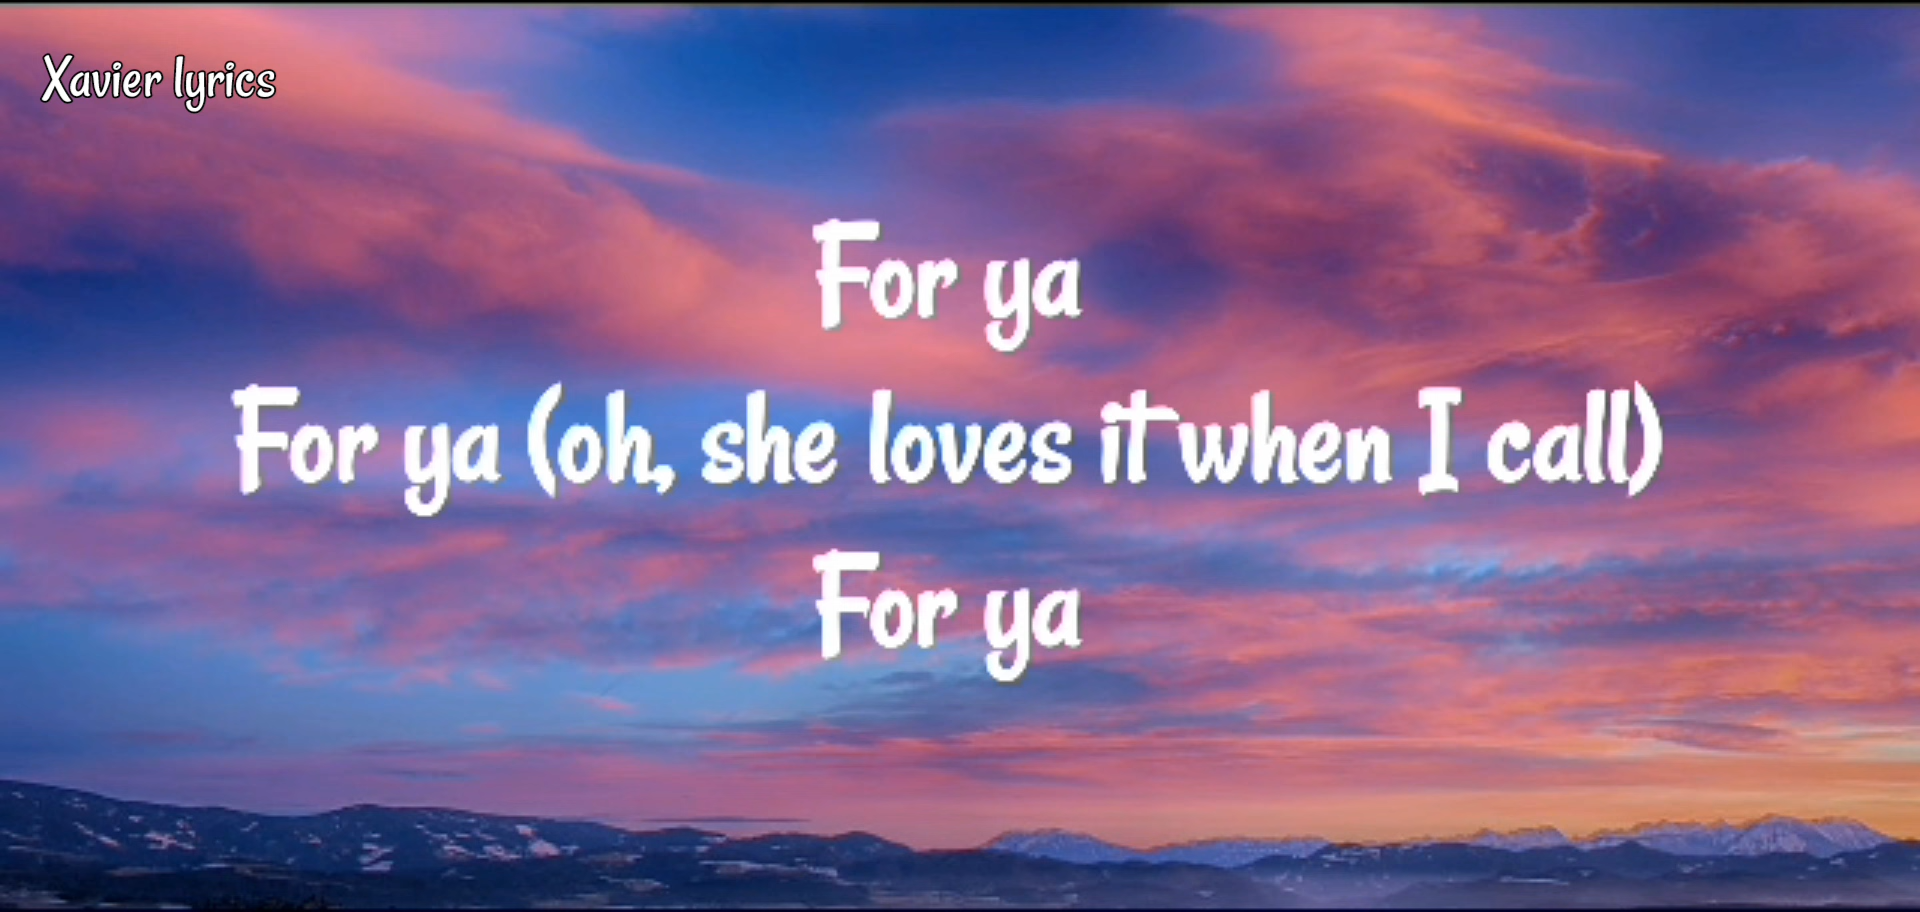 Xavier lyrics
For ya
For ya (oh, she loves it when I call)
For ya